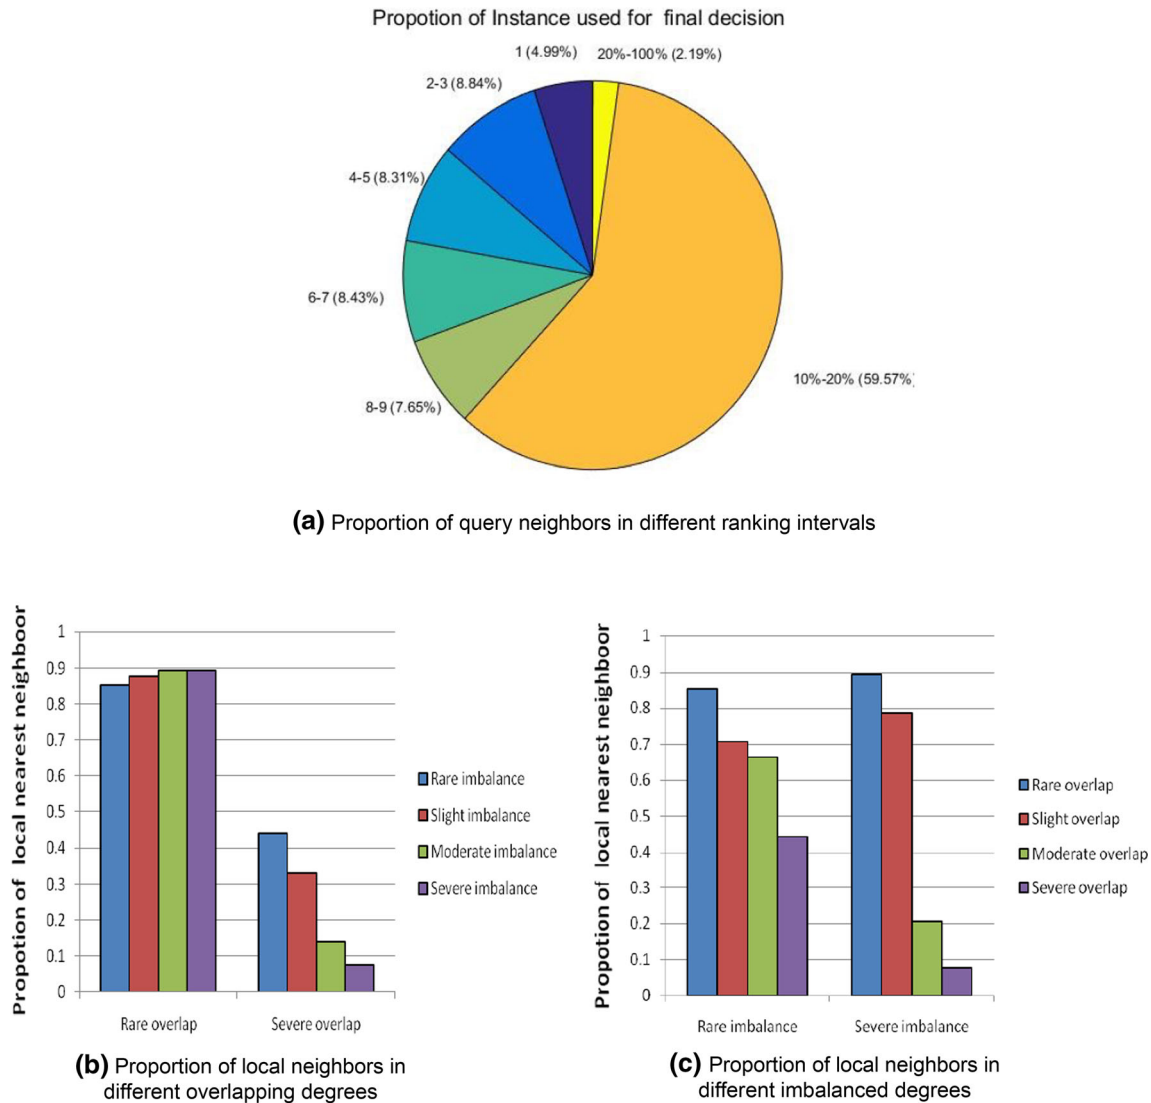 Propotion of Instance used for final decision
1 (4.99%)
20%-100% (2.19%)
2-3 (8.84%)
4-5 (8.31%)
6-7 (8.43%)
10%-20% (59.57%)
8-9 (7.65%)
(a) Proportion of query neighbors in different ranking intervals
Propotion of local nearest neighboor
1
0.9
0.8
0.7
0.6
0.5
0.4
0.3
0.2
0.1
0
Rare overlap
Severe overlap
Rare imbalance
Slight imbalance
Moderate imbalance
Severe imbalance
(b) Proportion of local neighbors in
different overlapping degrees
Propotion of local nearest neighboor
1
0.9
0.8
0.7
0.6
0.5
0.4
0.3
0.2
0.1
0
Rare imbalance
Severe imbalance
Rare overlap
Slight overlap
Moderate overlap
Severe overlap
(c) Proportion of local neighbors in
different imbalanced degrees